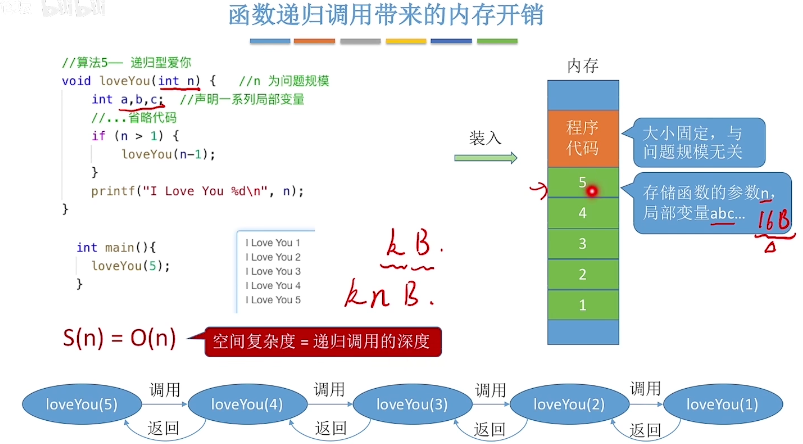 函数递归调用带来的内存开销
//算法5—— 递归型爱你
void loveYou(int n) { //n 为问题规模
int a,b,c; //声明一系列局部变量
//...省略代码
if (n > 1) {
loveYou(n-1);
}
printf("I Love You %d\n", n);
}
int main(){
loveYou(5);
}
I Love You 1
I Love You 2
I Love You 3
I Love You 4
I Love You 5
kB.
knB.
S(n) = O(n)
空间复杂度 = 递归调用的深度
装入
内存
程序
代码
5
4
3
2
1
大小固定，与
问题规模无关
存储函数的参数n，
局部变量abc...
16B
loveYou(5)
调用
返回
loveYou(4)
调用
返回
loveYou(3)
调用
返回
loveYou(2)
调用
返回
loveYou(1)